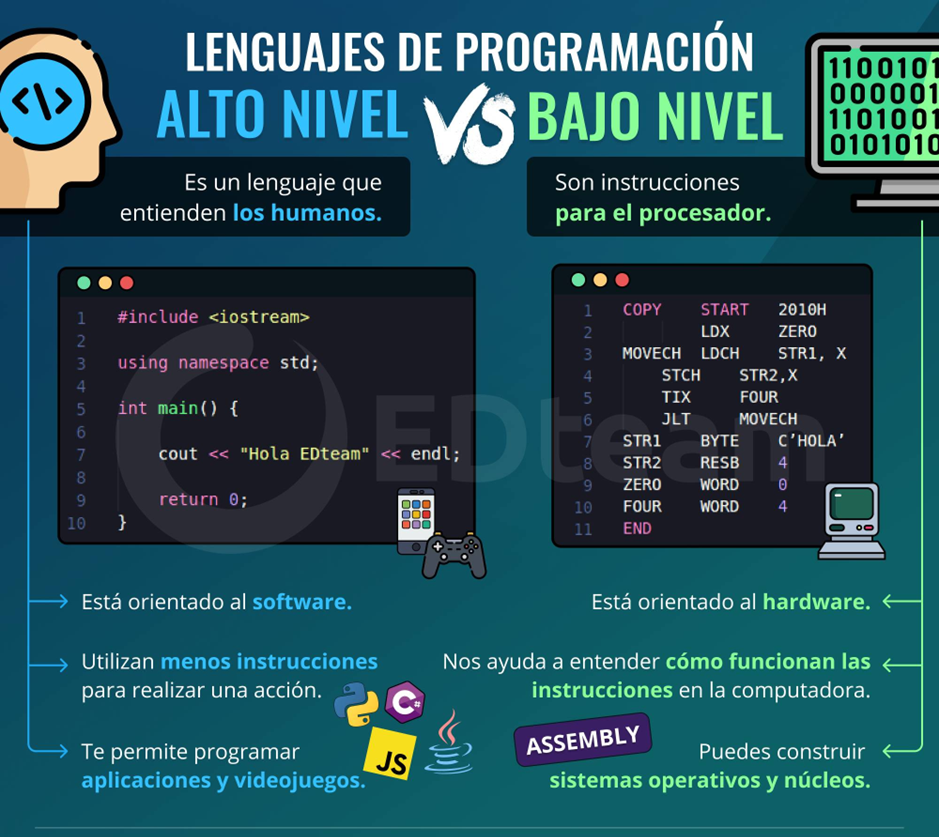 LENGUAJES DE PROGRAMACIÓN
ALTO NIVEL VS BAJO NIVEL
</>
1100101
000001
1101001
010101
Es un lenguaje que
entienden los humanos.
Son instrucciones
para el procesador.
1 #include <iostream>
2
3 using namespace std;
4
5 int main() {
6
7 cout << "Hola EDteam" << endl;
8
9 return 0;
10 }
1 COPY START 2010H
2 LDX ZERO
3 MOVECH LDCH STR1, X
4 STCH STR2,X
5 TIX FOUR
6 JLT MOVECH
7 STR1 BYTE C’HOLA’
8 STR2 RESB 4
9 ZERO WORD 0
10 FOUR WORD 4
11 END
EDteam
Está orientado al software.
Utilizan menos instrucciones
para realizar una acción.
C#
Te permite programar
aplicaciones y videojuegos.
JS
Está orientado al hardware.
Nos ayuda a entender cómo funcionan las
instrucciones en la computadora.
ASSEMBLY
Puedes construir
sistemas operativos y núcleos.